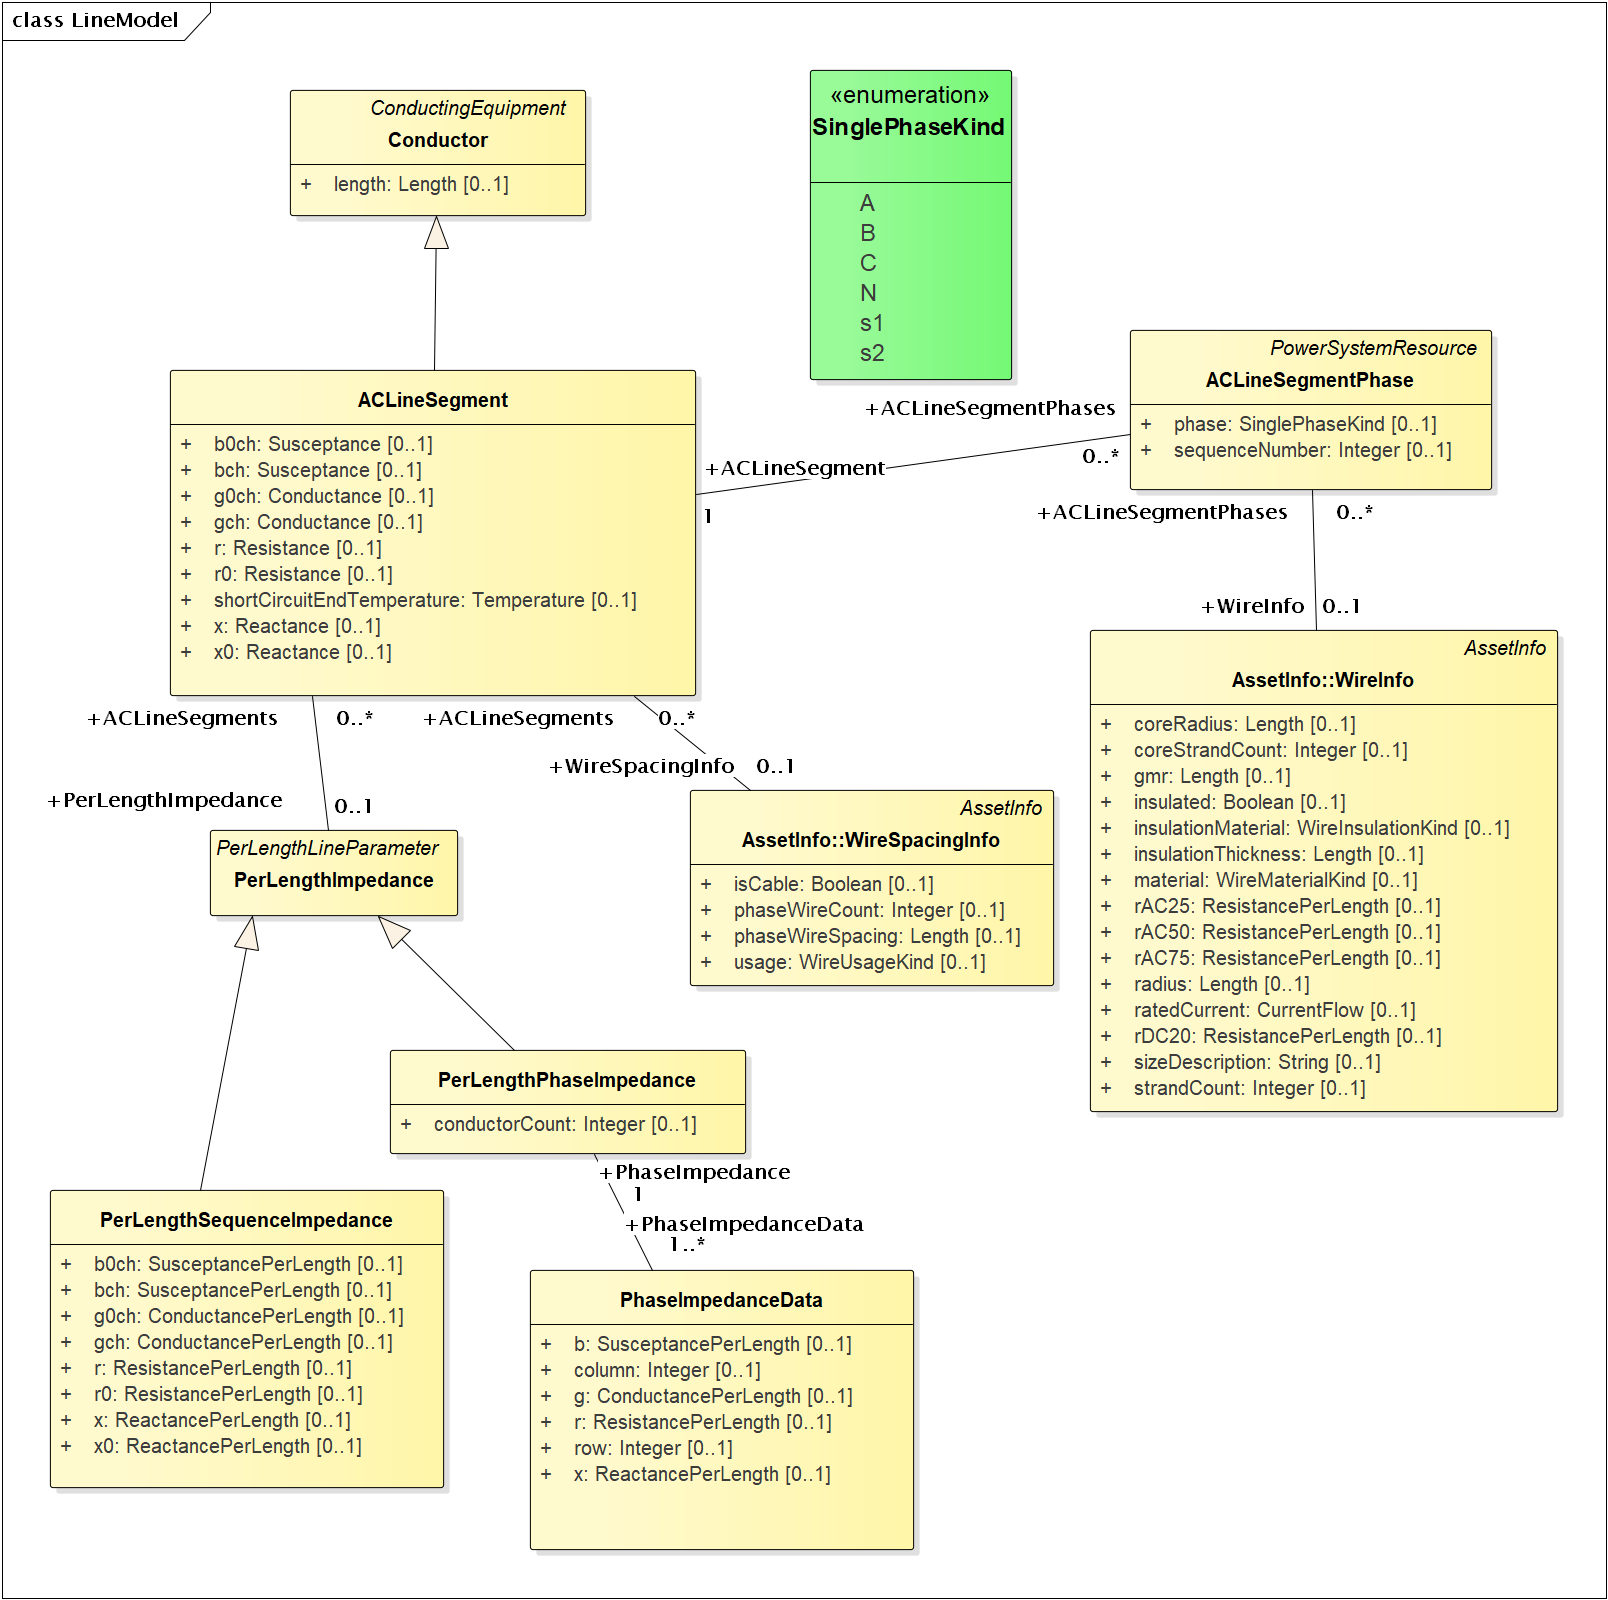 class LineModel
ConductingEquipment
Conductor
+ length: Length [0..1]
«enumeration»
SinglePhaseKind
A
B
C
N
s1
s2
PowerSystemResource
ACLineSegmentPhase
+ phase: SinglePhaseKind [0..1]
+ sequenceNumber: Integer [0..1]
ACLineSegment
+ b0ch: Susceptance [0..1]
+ bch: Susceptance [0..1]
+ g0ch: Conductance [0..1]
+ gch: Conductance [0..1]
+ r: Resistance [0..1]
+ r0: Resistance [0..1]
+ shortCircuitEndTemperature: Temperature [0..1]
+ x: Reactance [0..1]
+ x0: Reactance [0..1]
+ACLineSegmentPhases
0..*
+ACLineSegment
1
+ACLineSegmentPhases 0..*
+WireInfo 0..1
AssetInfo
AssetInfo::WireInfo
+ coreRadius: Length [0..1]
+ coreStrandCount: Integer [0..1]
+ gmr: Length [0..1]
+ insulated: Boolean [0..1]
+ insulationMaterial: WireInsulationKind [0..1]
+ insulationThickness: Length [0..1]
+ material: WireMaterialKind [0..1]
+ rAC25: ResistancePerLength [0..1]
+ rAC50: ResistancePerLength [0..1]
+ rAC75: ResistancePerLength [0..1]
+ radius: Length [0..1]
+ ratedCurrent: CurrentFlow [0..1]
+ rDC20: ResistancePerLength [0..1]
+ sizeDescription: String [0..1]
+ strandCount: Integer [0..1]
+ACLineSegments 0..*
+ACLineSegments 0..*
+WireSpacingInfo 0..1
+PerLengthImpedance 0..1
AssetInfo
AssetInfo::WireSpacingInfo
+ isCable: Boolean [0..1]
+ phaseWireCount: Integer [0..1]
+ phaseWireSpacing: Length [0..1]
+ usage: WireUsageKind [0..1]
PerLengthLineParameter
PerLengthImpedance
PerLengthPhaseImpedance
+ conductorCount: Integer [0..1]
+PhaseImpedance
1
+PhaseImpedanceData
1..*
PerLengthSequenceImpedance
+ b0ch: SusceptancePerLength [0..1]
+ bch: SusceptancePerLength [0..1]
+ g0ch: ConductancePerLength [0..1]
+ gch: ConductancePerLength [0..1]
+ r: ResistancePerLength [0..1]
+ r0: ResistancePerLength [0..1]
+ x: ReactancePerLength [0..1]
+ x0: ReactancePerLength [0..1]
PhaseImpedanceData
+ b: SusceptancePerLength [0..1]
+ column: Integer [0..1]
+ g: ConductancePerLength [0..1]
+ r: ResistancePerLength [0..1]
+ row: Integer [0..1]
+ x: ReactancePerLength [0..1]